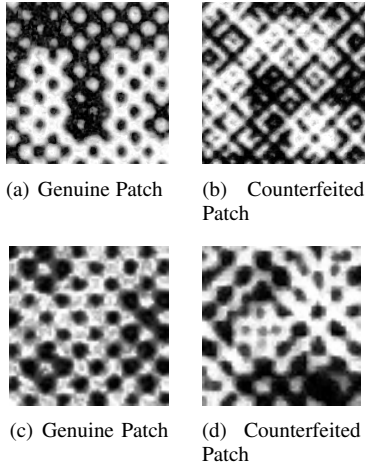 (a) Genuine Patch
(b) Counterfeited
Patch
(c) Genuine Patch
(d) Counterfeited
Patch